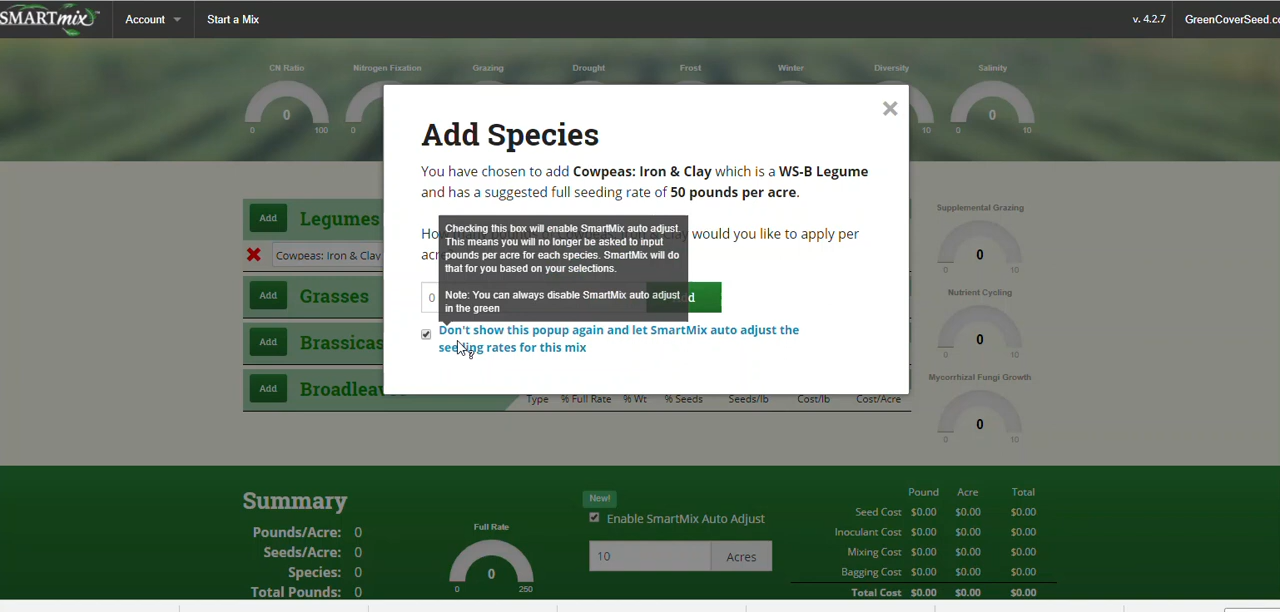 SMARTmix™ Account Start a Mix v. 4.2.7 GreenCoverSeed.co
CN Ratio Nitrogen Fixation Grazing Drought Frost Winter Diversity Salinity
0 0
0 100 0 10 0 10
×
Add Species
You have chosen to add Cowpeas: Iron & Clay which is a WS-B Legume
and has a suggested full seeding rate of 50 pounds per acre.
would you like to apply per
Checking this box will enable SmartMix auto adjust.
This means you will no longer be asked to input
pounds per acre for each species. SmartMix will do
that for you based on your selections.
Note: You can always disable SmartMix auto adjust
in the green
0
Don't show this popup again and let SmartMix auto adjust the
seeding rates for this mix
Add Legumes
Cowpeas: Iron & Clay
Add Grasses
Add Brassicas
Add Broadleav
Type % Full Rate % Wt % Seeds Seeds/lb Cost/lb Cost/Acre
Supplemental Grazing
0
0 10
Nutrient Cycling
0
0 10
Mycorrhizal Fungi Growth
0
0 10
Summary
Pounds/Acre: 0
Seeds/Acre: 0
Species: 0
Total Pounds: 0
Full Rate
0
0 250
New!
Enable SmartMix Auto Adjust
10 Acres
Pound Acre Total
Seed Cost $0.00 $0.00 $0.00
Inoculant Cost $0.00 $0.00 $0.00
Mixing Cost $0.00 $0.00 $0.00
Bagging Cost $0.00 $0.00 $0.00
Total Cost $0.00 $0.00 $0.00